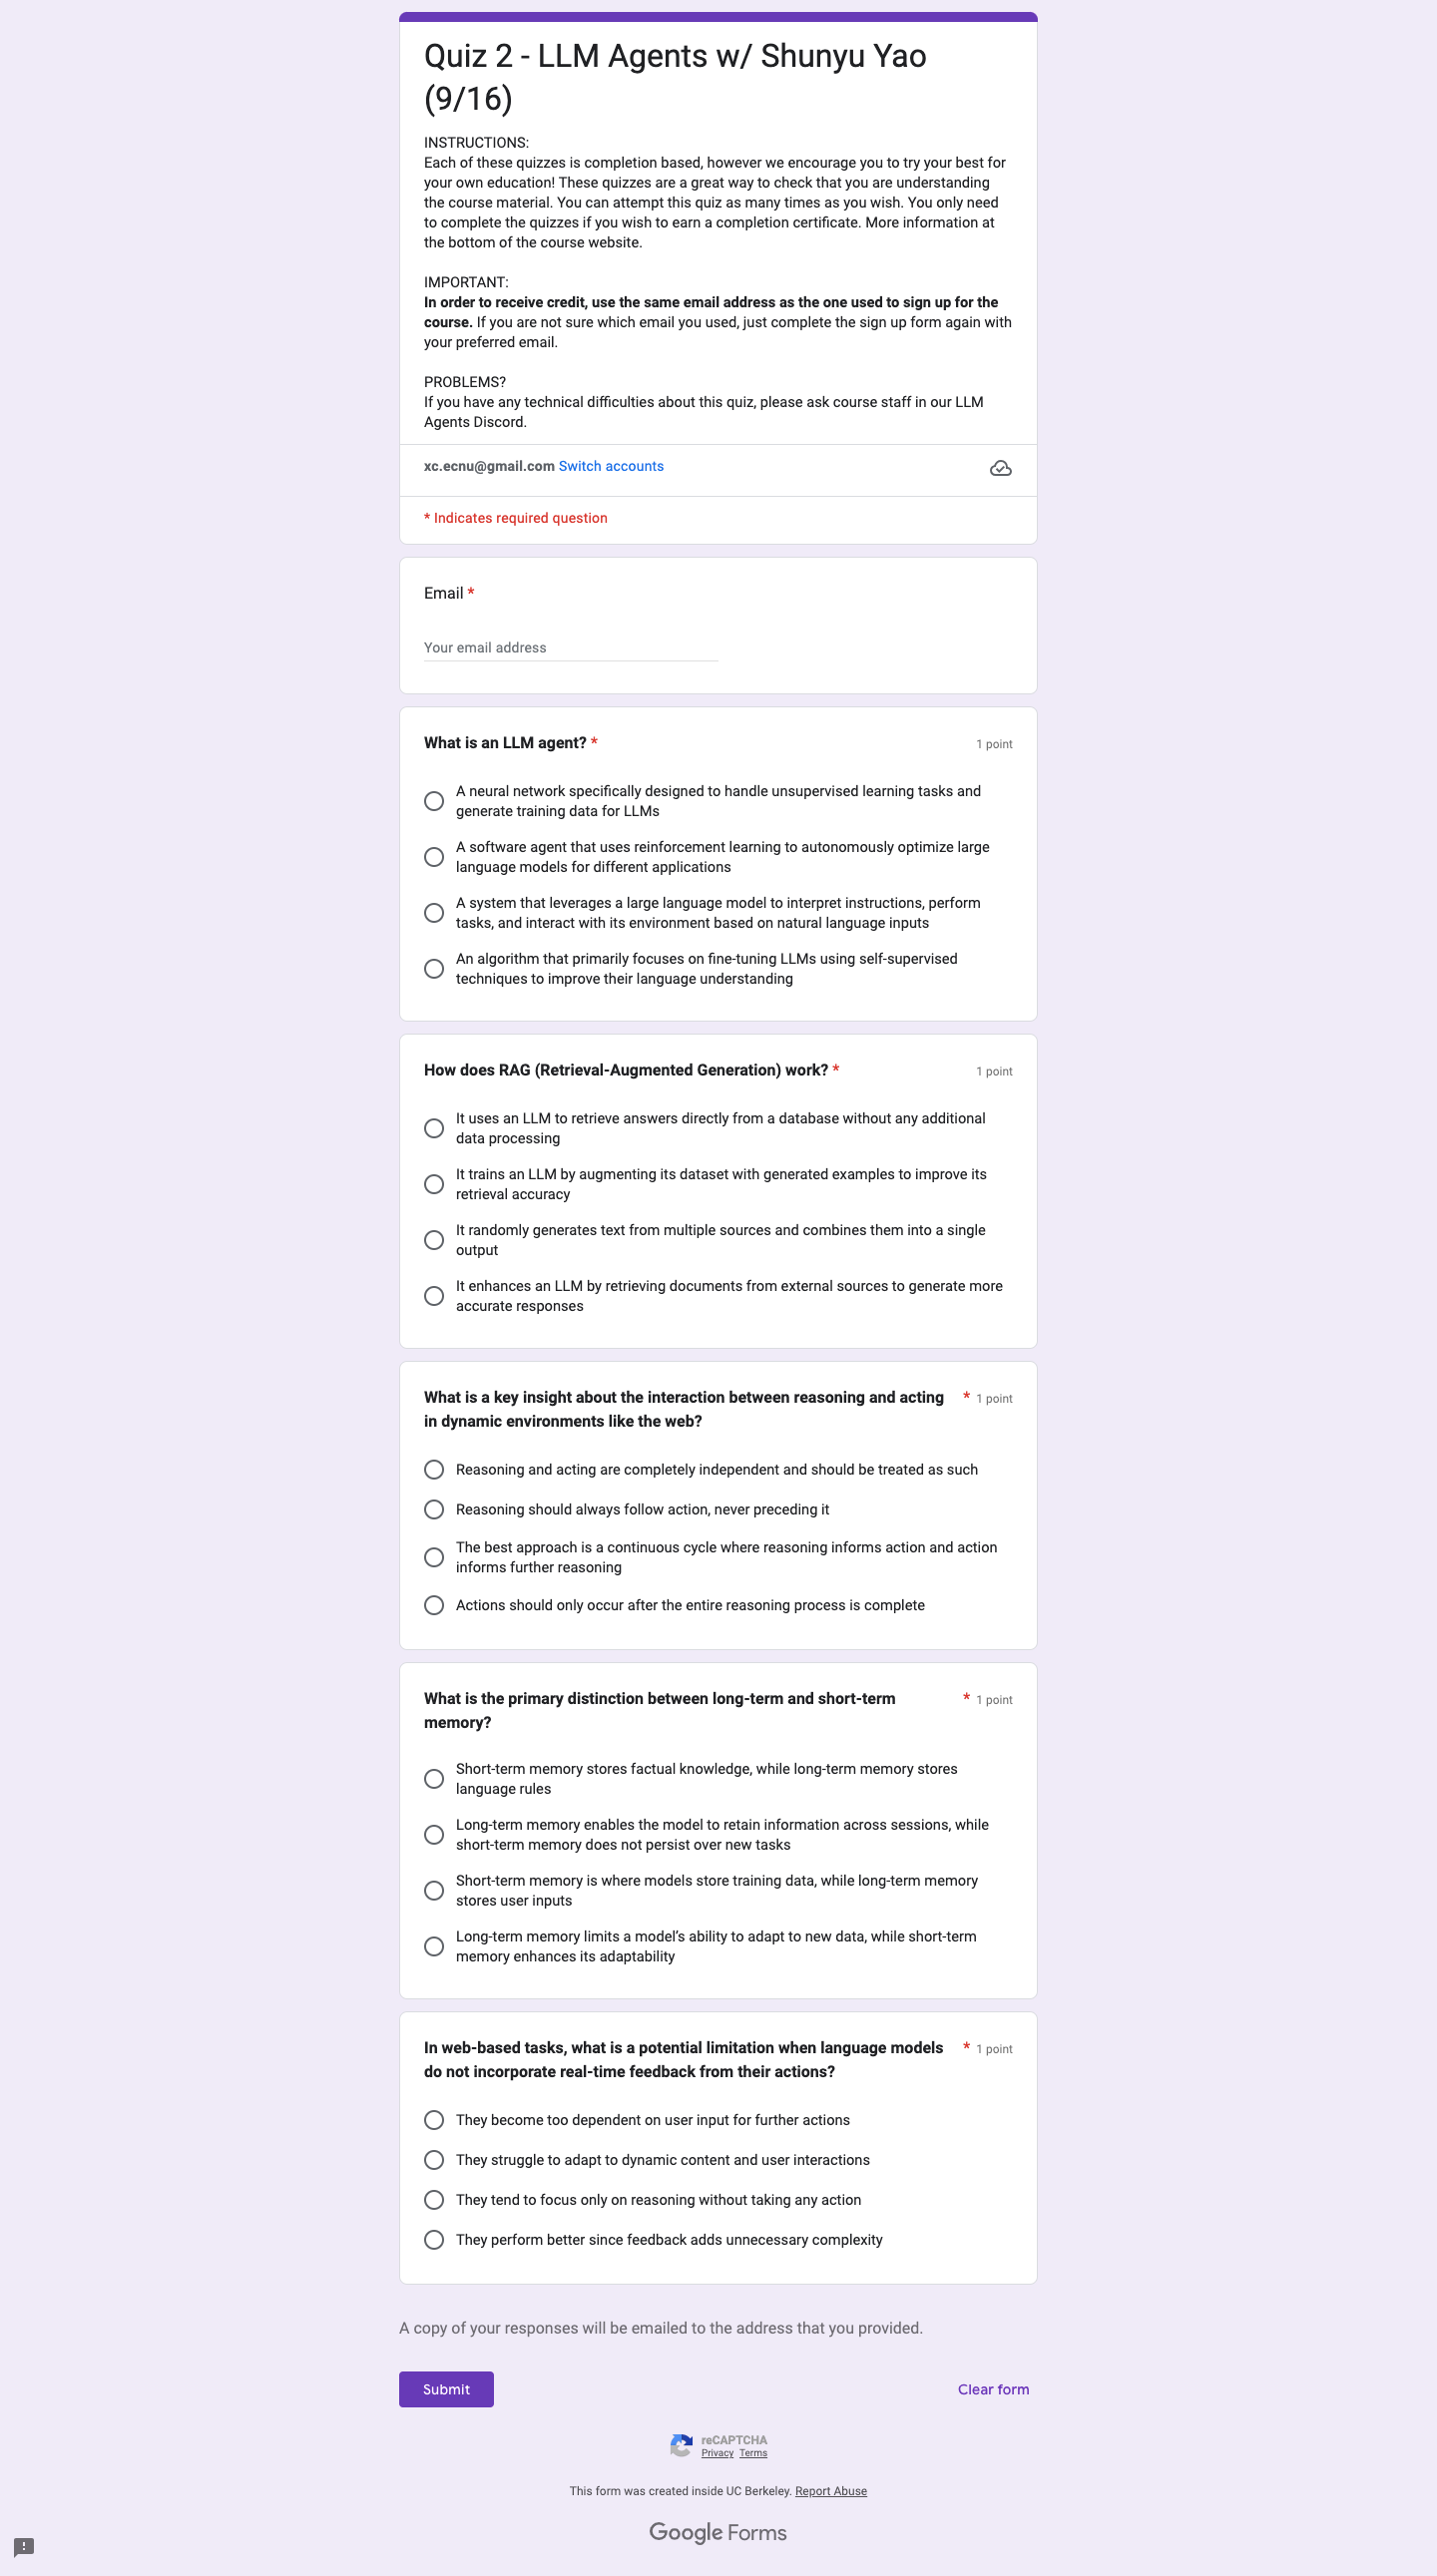 Quiz 2 - LLM Agents w/ Shunyu Yao
(9/16)
INSTRUCTIONS:
Each of these quizzes is completion based, however we encourage you to try your best for
your own education! These quizzes are a great way to check that you are understanding
the course material. You can attempt this quiz as many times as you wish. You only need
to complete the quizzes if you wish to earn a completion certificate. More information at
the bottom of the course website.
IMPORTANT:
In order to receive credit, use the same email address as the one used to sign up for the
course. If you are not sure which email you used, just complete the sign up form again with
your preferred email.
PROBLEMS?
If you have any technical difficulties about this quiz, please ask course staff in our LLM
Agents Discord.
xc.ecnu@gmail.com Switch accounts
* Indicates required question
Email *
Your email address
What is an LLM agent? * 1 point
A neural network specifically designed to handle unsupervised learning tasks and
generate training data for LLMs
A software agent that uses reinforcement learning to autonomously optimize large
language models for different applications
A system that leverages a large language model to interpret instructions, perform
tasks, and interact with its environment based on natural language inputs
An algorithm that primarily focuses on fine-tuning LLMs using self-supervised
techniques to improve their language understanding
How does RAG (Retrieval-Augmented Generation) work? * 1 point
It uses an LLM to retrieve answers directly from a database without any additional
data processing
It trains an LLM by augmenting its dataset with generated examples to improve its
retrieval accuracy
It randomly generates text from multiple sources and combines them into a single
output
It enhances an LLM by retrieving documents from external sources to generate more
accurate responses
What is a key insight about the interaction between reasoning and acting * 1 point
in dynamic environments like the web?
Reasoning and acting are completely independent and should be treated as such
Reasoning should always follow action, never preceding it
The best approach is a continuous cycle where reasoning informs action and action
informs further reasoning
Actions should only occur after the entire reasoning process is complete
What is the primary distinction between long-term and short-term * 1 point
memory?
Short-term memory stores factual knowledge, while long-term memory stores
language rules
Long-term memory enables the model to retain information across sessions, while
short-term memory does not persist over new tasks
Short-term memory is where models store training data, while long-term memory
stores user inputs
Long-term memory limits a model’s ability to adapt to new data, while short-term
memory enhances its adaptability
In web-based tasks, what is a potential limitation when language models * 1 point
do not incorporate real-time feedback from their actions?
They become too dependent on user input for further actions
They struggle to adapt to dynamic content and user interactions
They tend to focus only on reasoning without taking any action
They perform better since feedback adds unnecessary complexity
A copy of your responses will be emailed to the address that you provided.
Submit Clear form
reCAPTCHA
Privacy Terms
This form was created inside UC Berkeley. Report Abuse
Google Forms